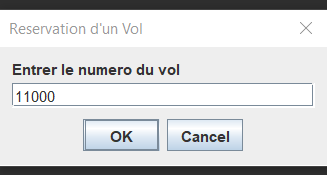 Reservation d'un Vol
Entrer le numero du vol
11000
OK Cancel